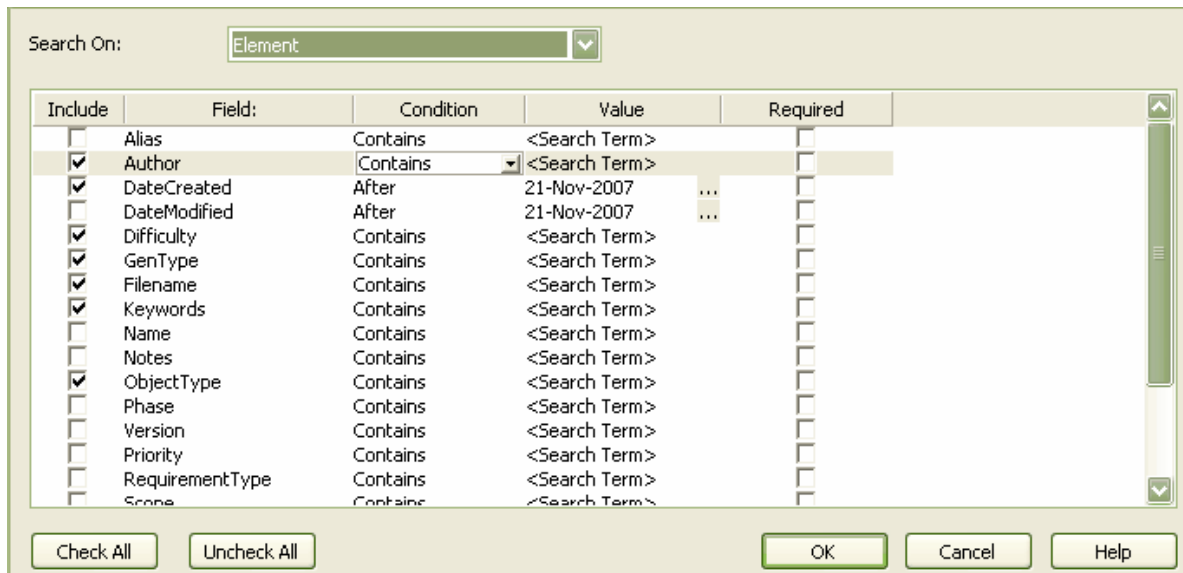 Search On: Element
Include Field: Condition Value Required
Alias Contains <Search Term>
Author Contains <Search Term>
DateCreated After 21-Nov-2007 ...
DateModified After 21-Nov-2007 ...
Difficulty Contains <Search Term>
GenType Contains <Search Term>
Filename Contains <Search Term>
Keywords Contains <Search Term>
Name Contains <Search Term>
Notes Contains <Search Term>
ObjectType Contains <Search Term>
Phase Contains <Search Term>
Version Contains <Search Term>
Priority Contains <Search Term>
RequirementType Contains <Search Term>
Scope Contains <Search Term>
Check All Uncheck All OK Cancel Help